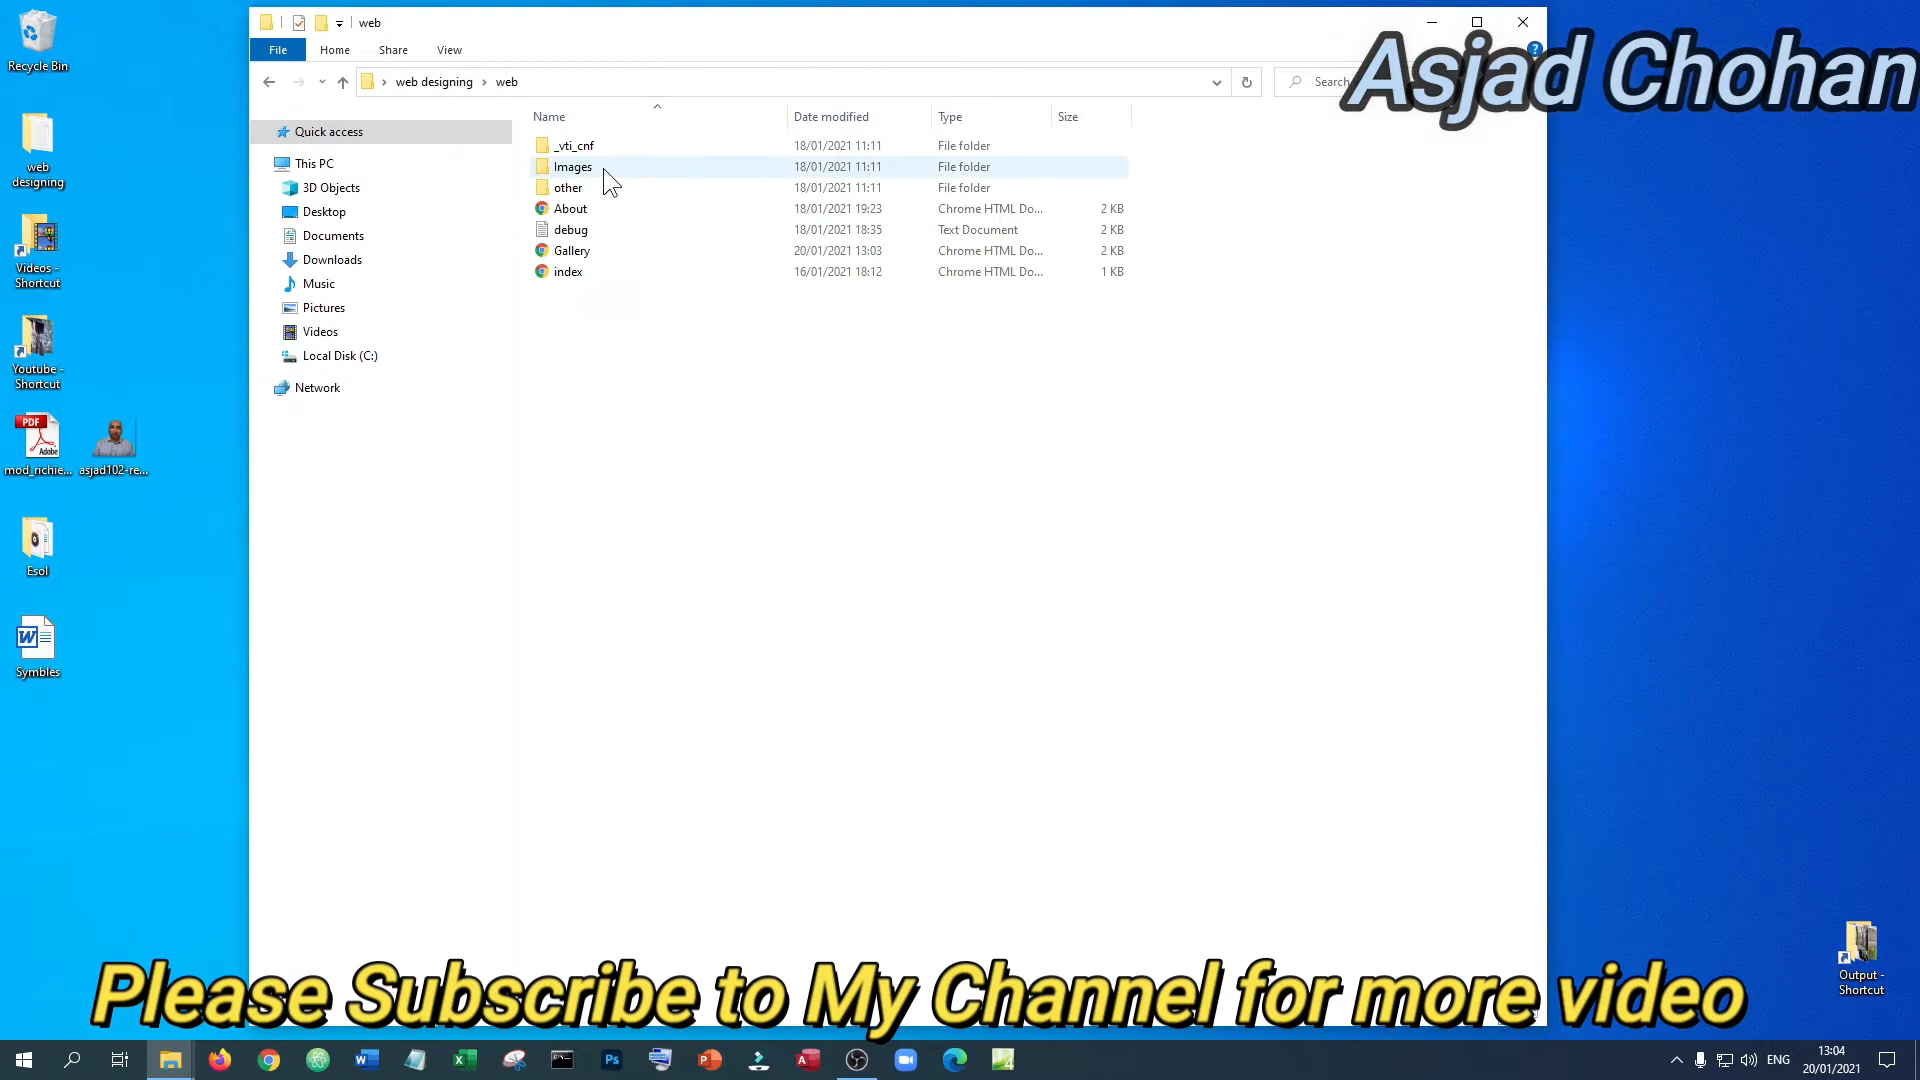 Recycle Bin
web designing
Videos - Shortcut
Youtube - Shortcut
PDF
Adobe
mod_richie...
asjad102-re...
Esol
Symbles
web
File
Home
Share
View
web designing
web
Search
Asjad Chohan
Quick access
This PC
3D Objects
Desktop
Documents
Downloads
Music
Pictures
Videos
Local Disk (C:)
Network
Name Date modified Type Size
_vti_cnf 18/01/2021 11:11 File folder
Images 18/01/2021 11:11 File folder
other 18/01/2021 11:11 File folder
About 18/01/2021 19:23 Chrome HTML Do... 2 KB
debug 18/01/2021 18:35 Text Document 2 KB
Gallery 20/01/2021 13:03 Chrome HTML Do... 2 KB
index 16/01/2021 18:12 Chrome HTML Do... 1 KB
Output - Shortcut
Please Subscribe to My Channel for more video
ENG
13:04
20/01/2021